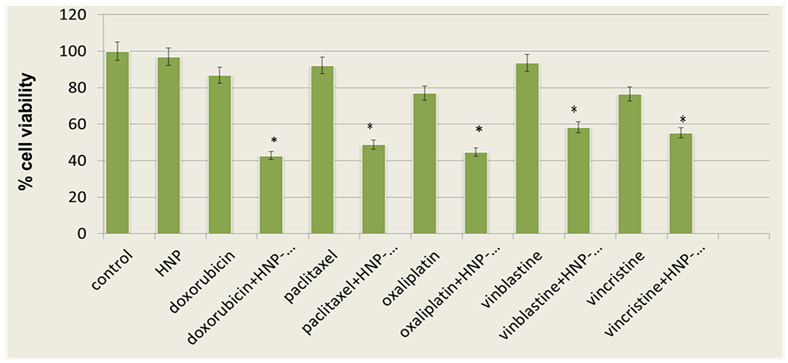 120
100
80
60
40
20
0
% cell viability
*
*
*
*
*
control
HNP
doxorubicin
doxorubicin+HNP-...
paclitaxel
paclitaxel+HNP-...
oxaliplatin
oxaliplatin+HNP-...
vinblastine
vinblastine+HNP-...
vincristine
vincristine+HNP-...